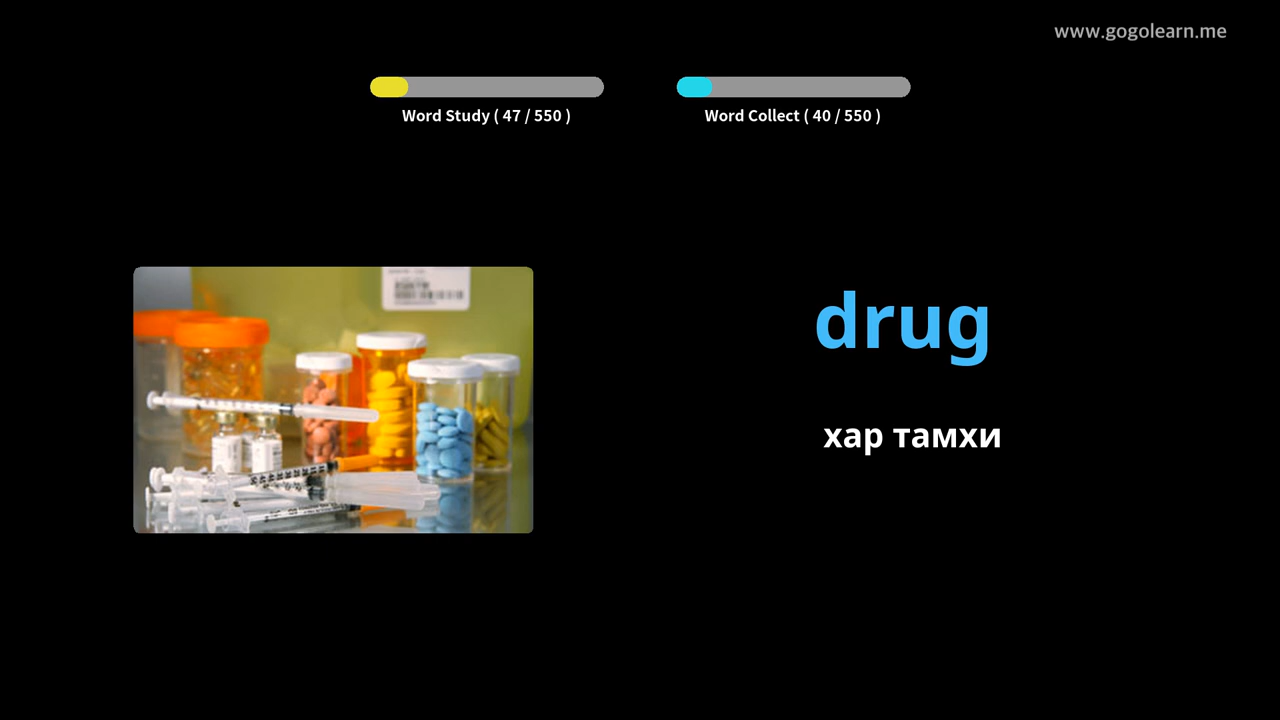 www.gogolearn.me
Word Study ( 47 / 550 )
Word Collect ( 40 / 550 )
drug
хар тамхи